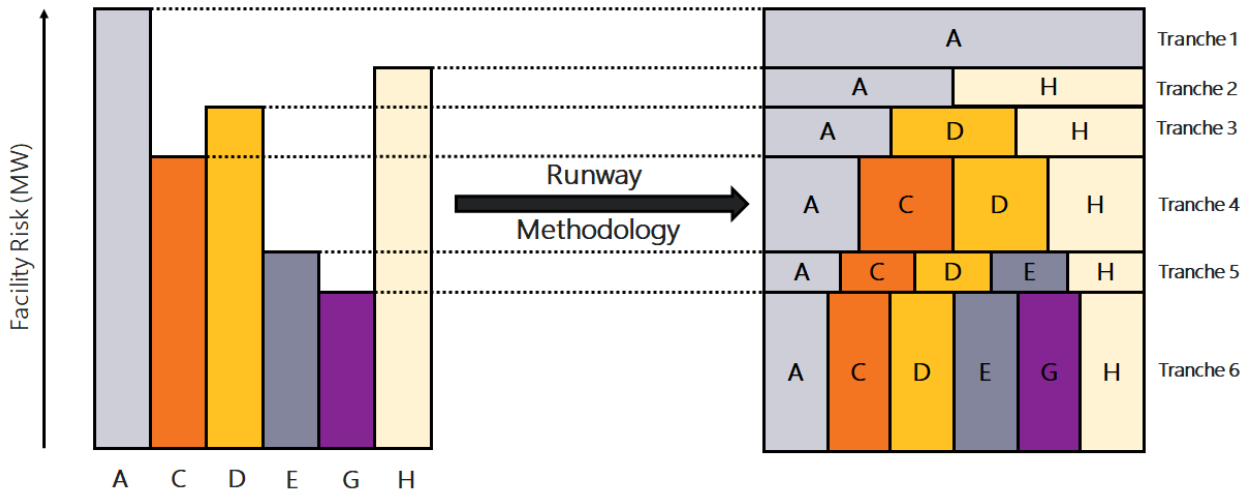 Facility Risk (MW)
A C D E G H
Runway
Methodology
A Tranche 1
A H Tranche 2
A D H Tranche 3
A C D H Tranche 4
A C D E H Tranche 5
A C D E G H Tranche 6